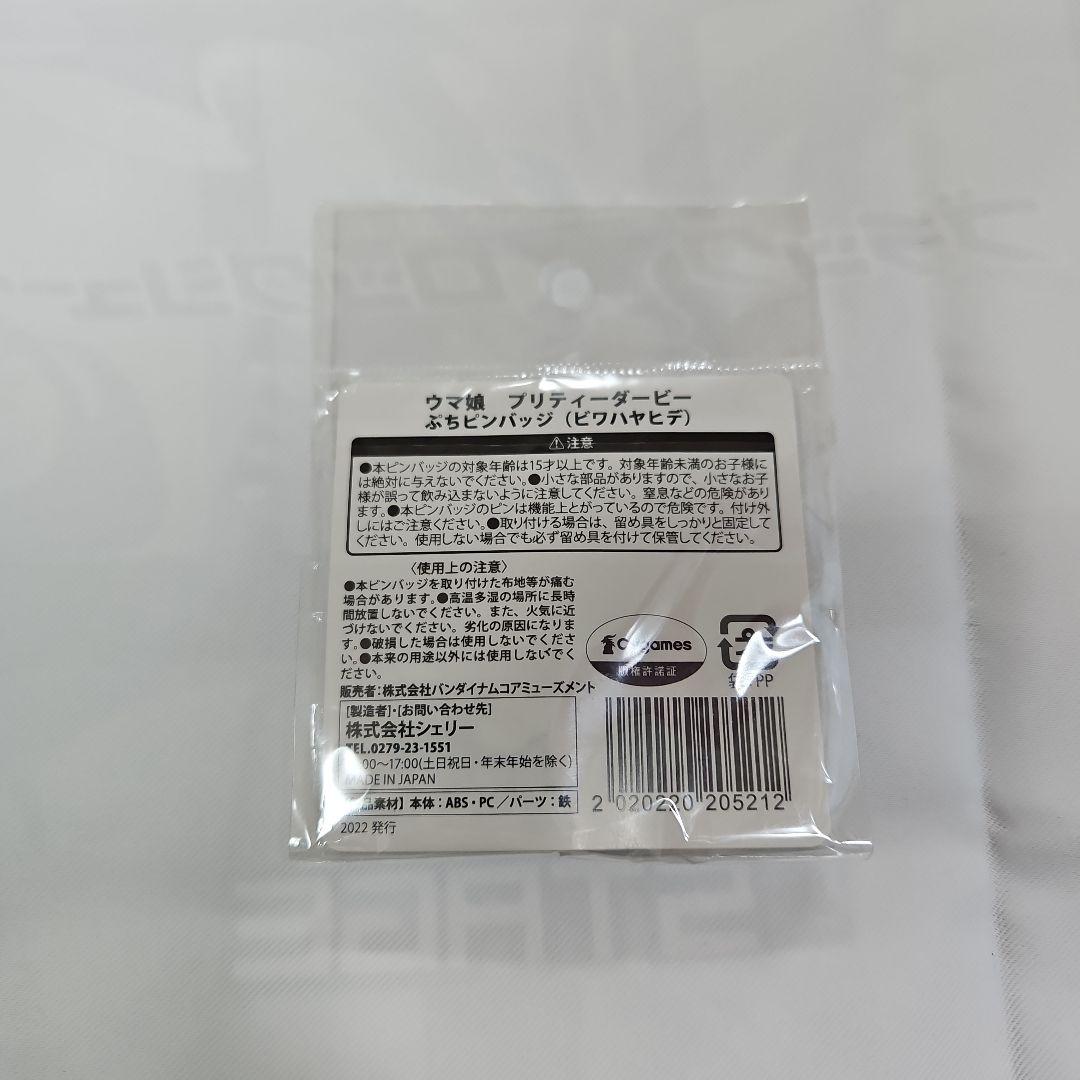 ウマ娘　プリティーダービー
ぷちピンバッジ（ビワハヤヒデ）
⚠注意
●本ピンバッジの対象年齢は15才以上です。対象年齢未満のお子様に
は絶対に与えないでください。●小さな部品がありますので、小さなお子
様が誤って飲み込まないように注意してください。窒息などの危険があり
ます。●本ピンバッジのピンは機能上とがっているので危険です。付け外
しにはご注意ください。●取り付ける場合は、留め具をしっかりと固定して
ください。使用しない場合でも必ず留め具を付けて保管してください。
〈使用上の注意〉
●本ピンバッジを取り付けた布地等が痛む
場合があります。●高温多湿の場所に長時
間放置しないでください。また、火気に近
づけないでください。劣化の原因になりま
す。●破損した場合は使用しないでくださ
い。●本来の用途以外には使用しないでく
ださい。
販売者：株式会社バンダイナムコアミューズメント
[製造者]・[お問い合わせ先]
株式会社シェリー
TEL.0279-23-1551
00～17:00(土日祝日・年末年始を除く)
MADE IN JAPAN
品素材】本体：ABS・PC／パーツ：鉄
2022 発行
games
許諾証
PP
2 020220 205212